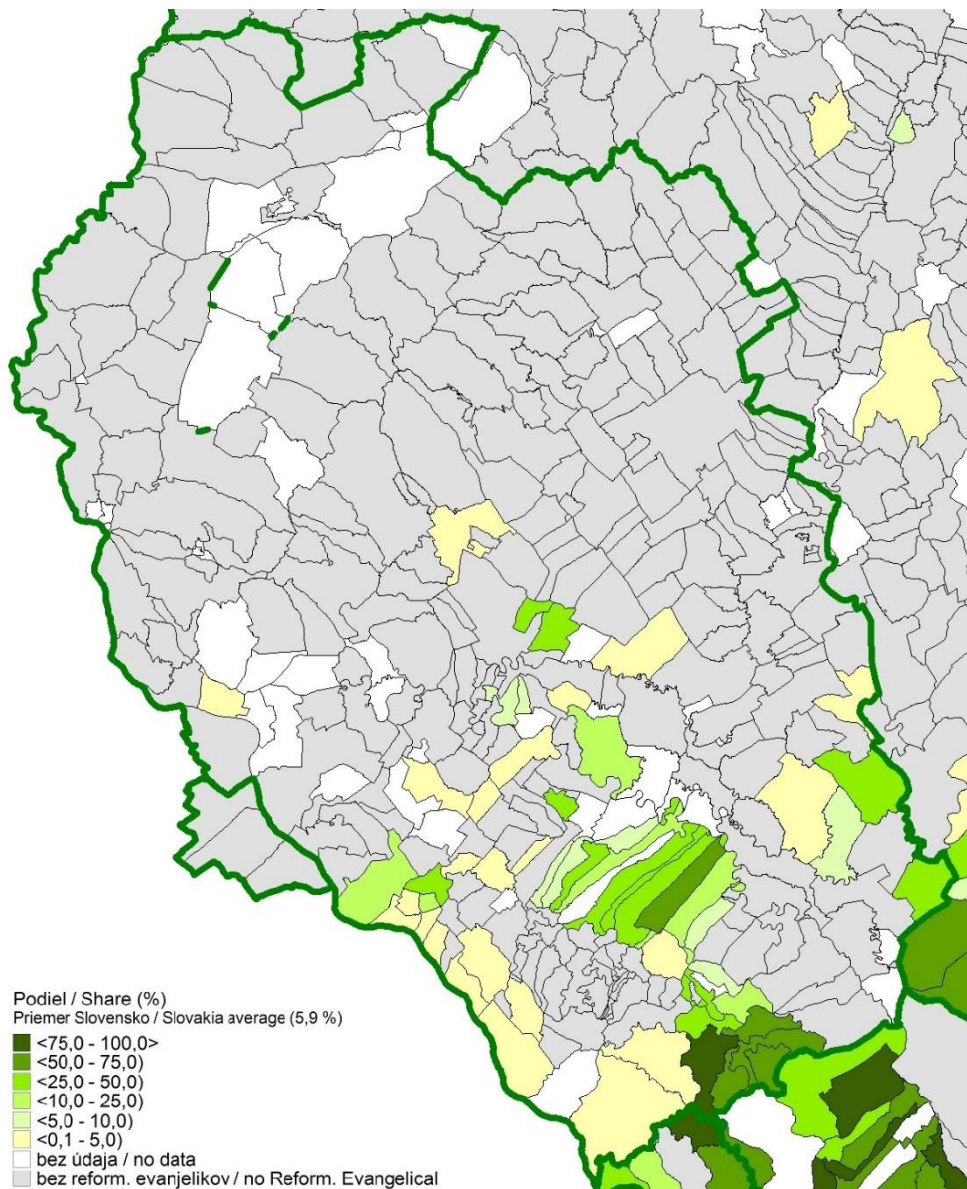 Podiel / Share (%)
Priemer Slovensko / Slovakia average (5,9 %)
<75,0 - 100,0>
<50,0 - 75,0)
<25,0 - 50,0)
<10,0 - 25,0)
<5,0 - 10,0)
<0,1 - 5,0)
bez údaja / no data
bez reform. evanjelikov / no Reform. Evangelical